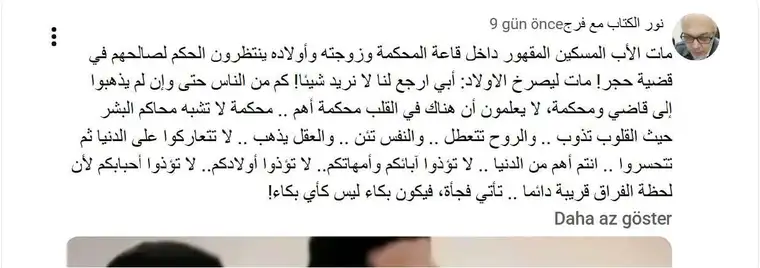 نور الكتاب مع فرج9 gün önce
مات الأب المسكين المقهور داخل قاعة المحكمة وزوجته وأولاده ينتظرون الحكم لصالحهم في
قضية حجر! مات ليصرخ الاولاد: أبي ارجع لنا لا نريد شيئا! كم من الناس حتى وإن لم يذهبوا
إلى قاضي ومحكمة، لا يعلمون أن هناك في القلب محكمة أهم .. محكمة لا تشبه محاكم البشر
حيث القلوب تذوب .. والروح تتعطل .. والنفس تئن .. والعقل يذهب .. لا تتعاركوا على الدنيا ثم
تتحسروا .. انتم أهم من الدنيا .. لا تؤذوا آبائكم وأمهاتكم.. لا تؤذوا أولادكم.. لا تؤذوا أحبابكم لأن
لحظة الفراق قريبة دائما .. تأتي فجأة، فيكون بكاء ليس كأي بكاء!
Daha az göster